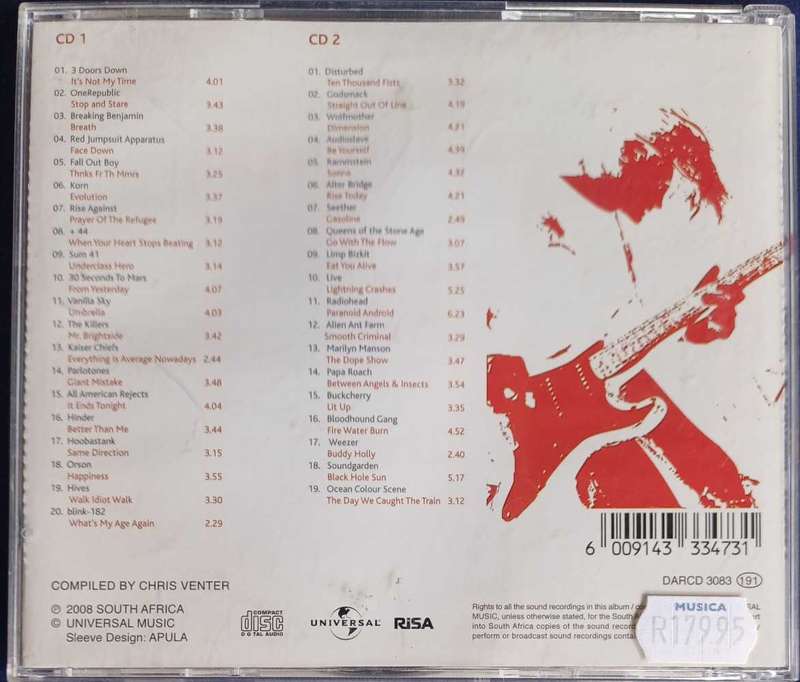 CD 1
01. 3 Doors Down
It's Not My Time 4.01
02. OneRepublic
Stop and Stare 3.43
03. Breaking Benjamin
Breath 3.38
04. Red Jumpsuit Apparatus
Face Down 3.12
05. Fall Out Boy
Thnks Fr Th Mmrs 3.25
06. Korn
Evolution 3.37
07. Rise Against
Prayer Of The Refugee 3.19
08. + 44
When Your Heart Stops Beating 3.12
09. Sum 41
Underclass Hero 3.14
10. 30 Seconds To Mars
From Yesterday 4.07
11. Vanilla Sky
Umbrella 4.03
12. The Killers
Mr. Brightside 3.42
13. Kaiser Chiefs
Everything Is Average Nowadays 2.44
14. Parlotones
Giant Mistake 3.48
15. All American Rejects
It Ends Tonight 4.04
16. Hinder
Better Than Me 3.44
17. Hoobastank
Same Direction 3.15
18. Orson
Happiness 3.55
19. Hives
Walk Idiot Walk 3.30
20. blink-182
What's My Age Again 2.29
CD 2
01. Disturbed
Ten Thousand Fists 3.32
02. Godsmack
Straight Out Of Line 4.19
03. Wolfmother
Dimension 4.21
04. Audioslave
Be Yourself 4.39
05. Rammstein
Sonne 4.32
06. Alter Bridge
Rise Today 4.21
07. Seether
Gasoline 2.49
08. Queens of the Stone Age
Go With The Flow 3.07
09. Limp Bizkit
Eat You Alive 3.57
10. Live
Lightning Crashes 5.25
11. Radiohead
Paranoid Android 6.23
12. Alien Ant Farm
Smooth Criminal 3.29
13. Marilyn Manson
The Dope Show 3.47
14. Papa Roach
Between Angels & Insects 3.54
15. Buckcherry
Lit Up 3.35
16. Bloodhound Gang
Fire Water Burn 4.52
17. Weezer
Buddy Holly 2.40
18. Soundgarden
Black Hole Sun 5.17
19. Ocean Colour Scene
The Day We Caught The Train 3.12
6 009143 334731
DARCD 3083 191
COMPILED BY CHRIS VENTER
℗ 2008 SOUTH AFRICA
© UNIVERSAL MUSIC
Sleeve Design: APULA
COMPACT
disc
DIGITAL AUDIO
UNIVERSAL
RiSA
Rights to all the sound recordings in this album / co
MUSIC, unless otherwise stated, for the South Af
into South Africa copies of the sound recor
perform or broadcast sound recordings contai
MUSICA
R179.95